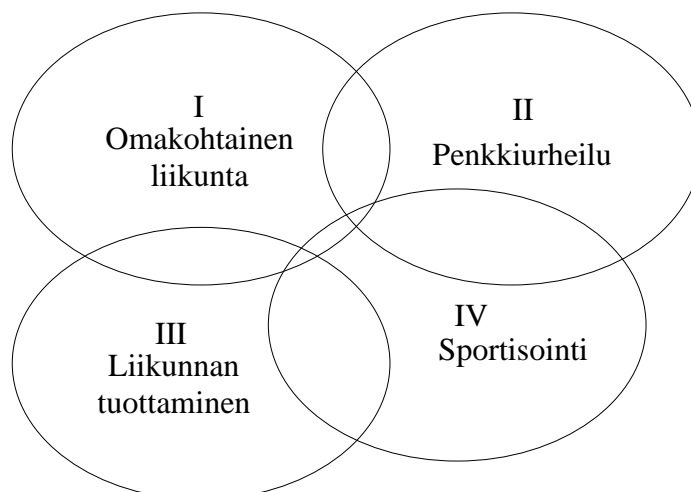 I
Omakohtainen
liikunta
II
Penkkiurheilu
III
Liikunnan
tuottaminen
IV
Sportisointi